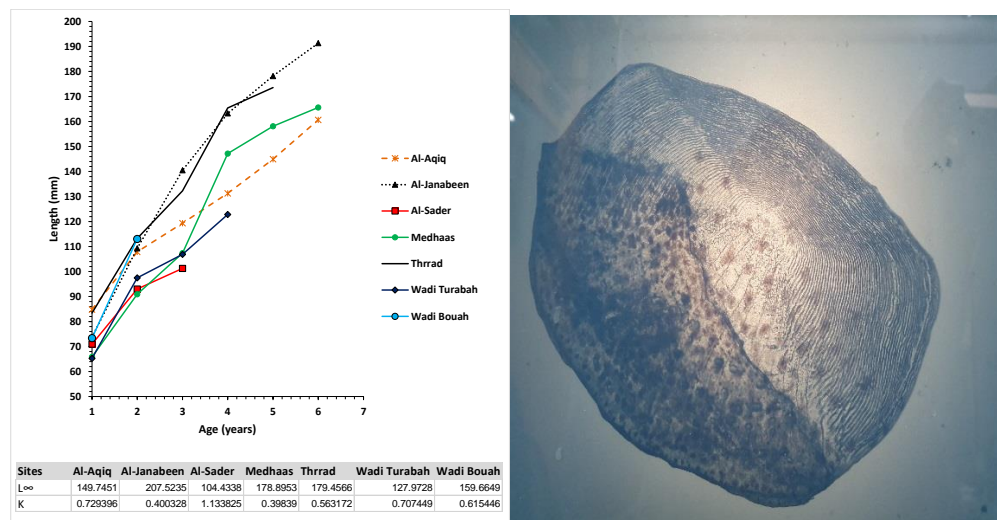 200
190
180
170
160
150
140
130
120
110
100
90
80
70
60
50
Length (mm)
1 2 3 4 5 6 7
Age (years)
Al-Aqiq
Al-Janabeen
Al-Sader
Medhaas
Thrrad
Wadi Turabah
Wadi Bouah
Sites Al-Aqiq Al-Janabeen Al-Sader Medhaas Thrrad Wadi Turabah Wadi Bouah
L∞ 149.7451 207.5235 104.4338 178.8953 179.4566 127.9728 159.6649
K 0.729396 0.400328 1.133825 0.39839 0.563172 0.707449 0.615446